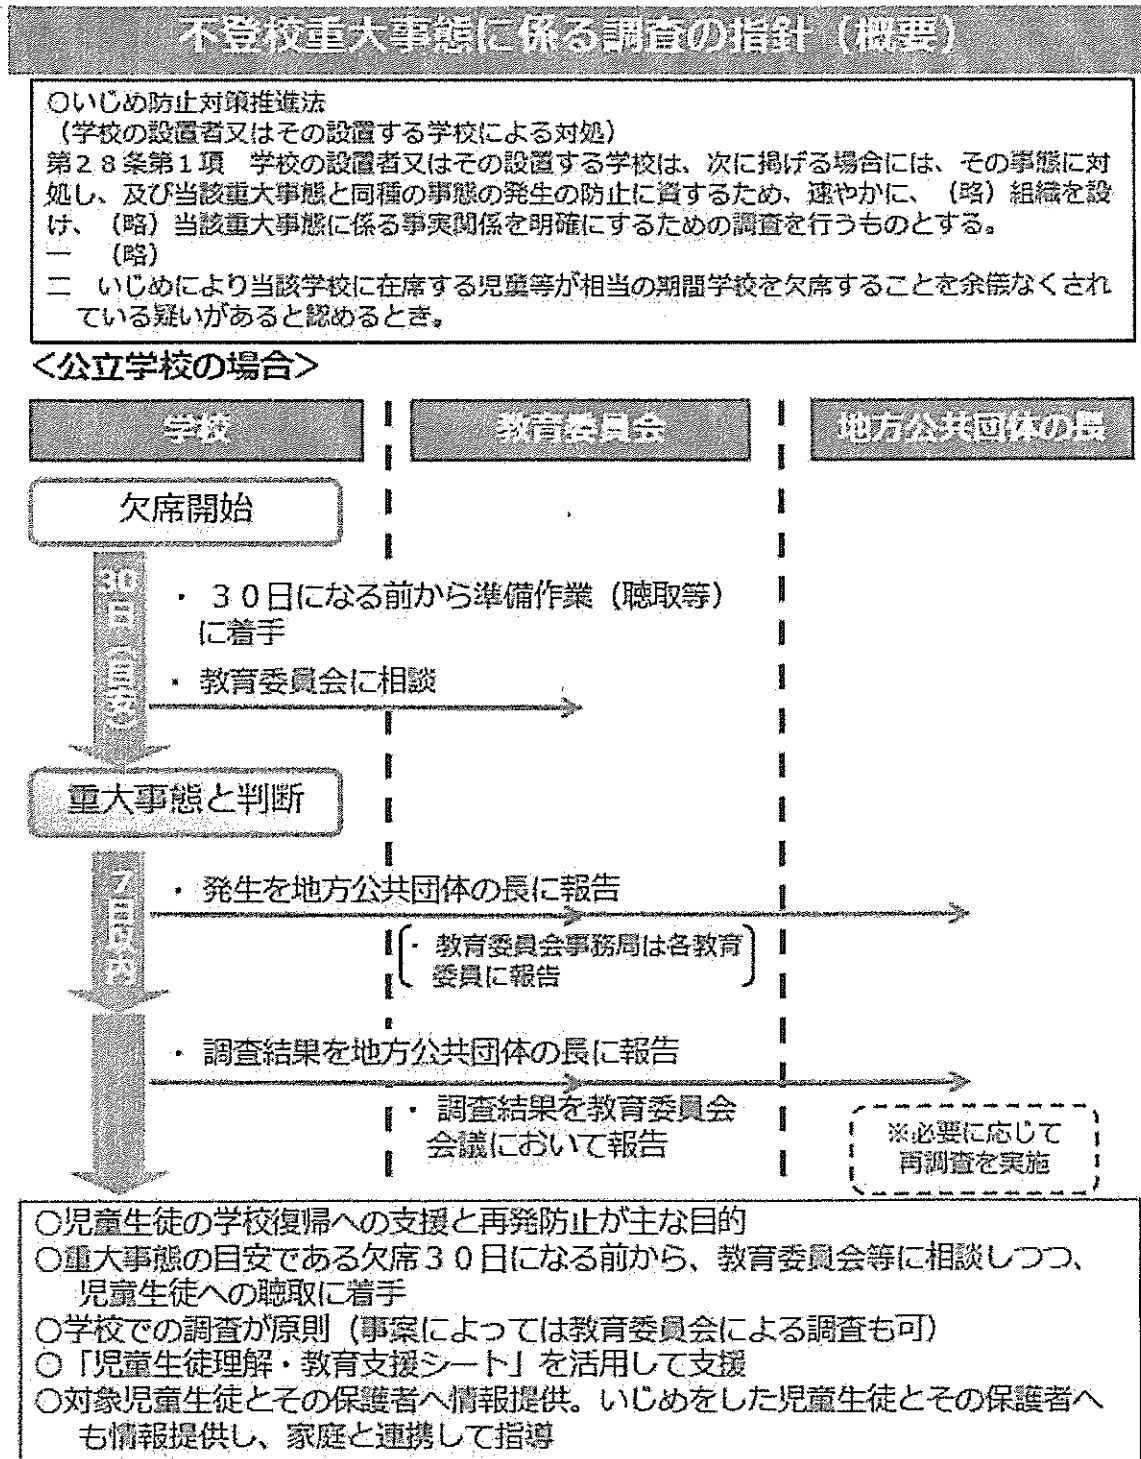 不登校重大事態に係る調査の指針（概要）
○いじめ防止対策推進法
（学校の設置者又はその設置する学校による対処）
第２８条第１項　学校の設置者又はその設置する学校は、次に掲げる場合には、その事態に対
処し、及び当該重大事態と同種の事態の発生の防止に資するため、速やかに、（略）組織を設
け、（略）当該重大事態に係る事実関係を明確にするための調査を行うものとする。
一　（略）
二　いじめにより当該学校に在席する児童等が相当の期間学校を欠席することを余儀なくされ
ている疑いがあると認めるとき。
＜公立学校の場合＞
学校
教育委員会
地方公共団体の長
欠席開始
30日（目安）
・３０日になる前から準備作業（聴取等）
に着手
・教育委員会に相談
重大事態と判断
7日以内
・発生を地方公共団体の長に報告
・教育委員会事務局は各教育
委員に報告
・調査結果を地方公共団体の長に報告
・調査結果を教育委員会
会議において報告
※必要に応じて
再調査を実施
○児童生徒の学校復帰への支援と再発防止が主な目的
○重大事態の目安である欠席３０日になる前から、教育委員会等に相談しつつ、
児童生徒への聴取に着手
○学校での調査が原則（事案によっては教育委員会による調査も可）
○「児童生徒理解・教育支援シート」を活用して支援
○対象児童生徒とその保護者へ情報提供。いじめをした児童生徒とその保護者へ
も情報提供し、家庭と連携して指導